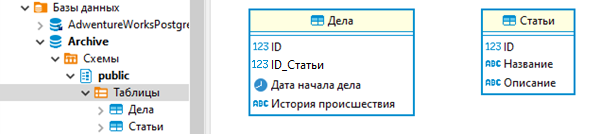 Базы данных
AdwentureWorksPostgre
Archive
Схемы
public
Таблицы
Дела
Статьи
Дела
123 ID
123 ID_Статьи
Дата начала дела
ABC История происшествия
Статьи
123 ID
ABC Название
ABC Описание